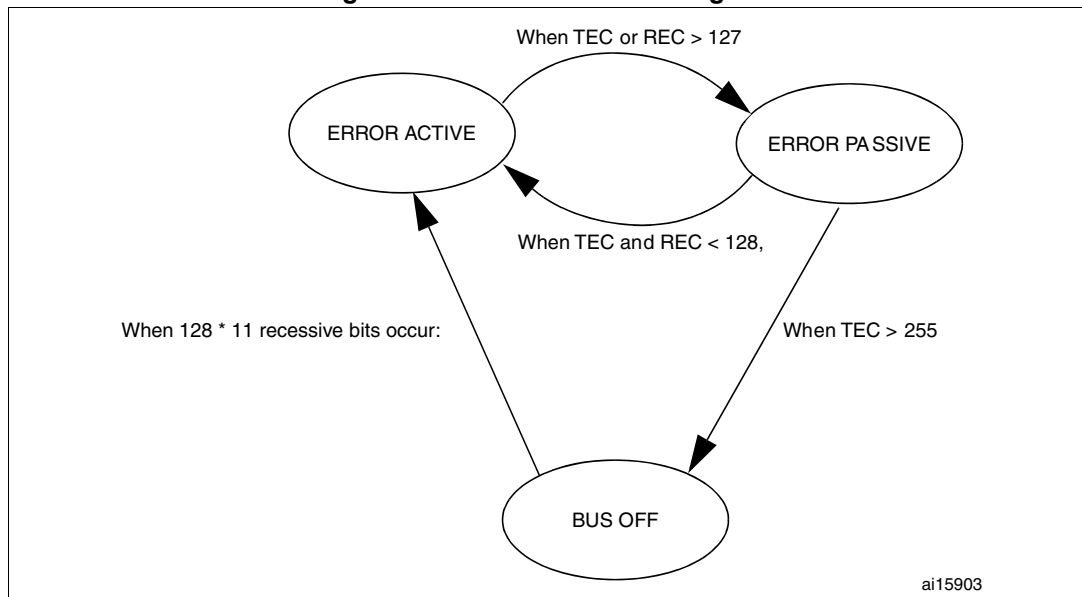 When TEC or REC > 127
ERROR ACTIVE
ERROR PASSIVE
When TEC and REC < 128,
When 128 * 11 recessive bits occur:
When TEC > 255
BUS OFF
ai15903